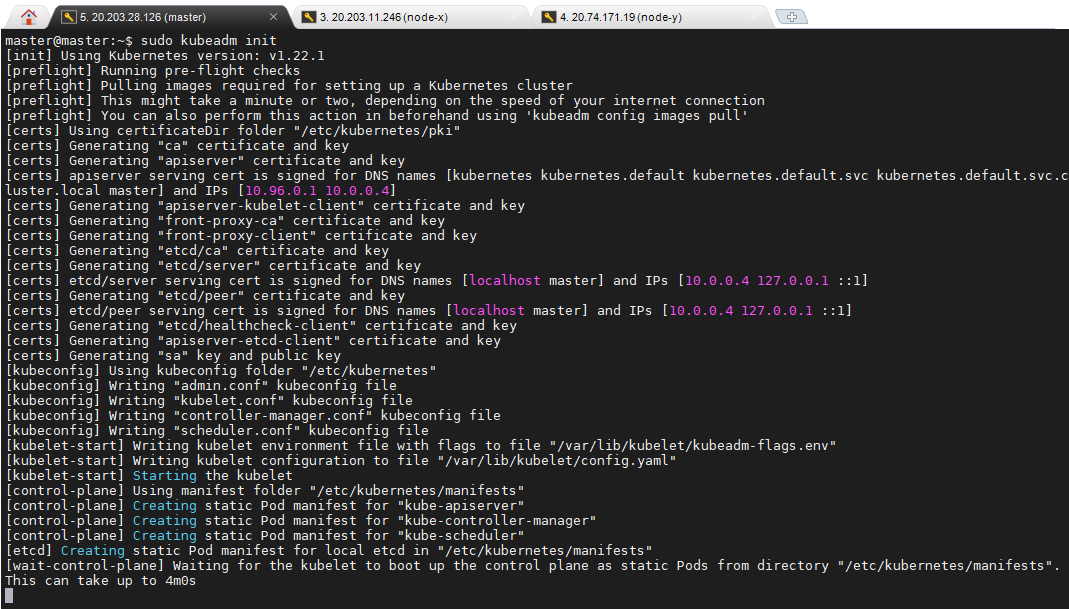 5. 20.203.28.126 (master)
3. 20.203.11.246 (node-x)
4. 20.74.171.19 (node-y)
master@master:~$ sudo kubeadm init
[init] Using Kubernetes version: v1.22.1
[preflight] Running pre-flight checks
[preflight] Pulling images required for setting up a Kubernetes cluster
[preflight] This might take a minute or two, depending on the speed of your internet connection
[preflight] You can also perform this action in beforehand using 'kubeadm config images pull'
[certs] Using certificateDir folder "/etc/kubernetes/pki"
[certs] Generating "ca" certificate and key
[certs] Generating "apiserver" certificate and key
[certs] apiserver serving cert is signed for DNS names [kubernetes kubernetes.default kubernetes.default.svc kubernetes.default.svc.c
luster.local master] and IPs [10.96.0.1 10.0.0.4]
[certs] Generating "apiserver-kubelet-client" certificate and key
[certs] Generating "front-proxy-ca" certificate and key
[certs] Generating "front-proxy-client" certificate and key
[certs] Generating "etcd/ca" certificate and key
[certs] Generating "etcd/server" certificate and key
[certs] etcd/server serving cert is signed for DNS names [localhost master] and IPs [10.0.0.4 127.0.0.1 ::1]
[certs] Generating "etcd/peer" certificate and key
[certs] etcd/peer serving cert is signed for DNS names [localhost master] and IPs [10.0.0.4 127.0.0.1 ::1]
[certs] Generating "etcd/healthcheck-client" certificate and key
[certs] Generating "apiserver-etcd-client" certificate and key
[certs] Generating "sa" key and public key
[kubeconfig] Using kubeconfig folder "/etc/kubernetes"
[kubeconfig] Writing "admin.conf" kubeconfig file
[kubeconfig] Writing "kubelet.conf" kubeconfig file
[kubeconfig] Writing "controller-manager.conf" kubeconfig file
[kubeconfig] Writing "scheduler.conf" kubeconfig file
[kubelet-start] Writing kubelet environment file with flags to file "/var/lib/kubelet/kubeadm-flags.env"
[kubelet-start] Writing kubelet configuration to file "/var/lib/kubelet/config.yaml"
[kubelet-start] Starting the kubelet
[control-plane] Using manifest folder "/etc/kubernetes/manifests"
[control-plane] Creating static Pod manifest for "kube-apiserver"
[control-plane] Creating static Pod manifest for "kube-controller-manager"
[control-plane] Creating static Pod manifest for "kube-scheduler"
[etcd] Creating static Pod manifest for local etcd in "/etc/kubernetes/manifests"
[wait-control-plane] Waiting for the kubelet to boot up the control plane as static Pods from directory "/etc/kubernetes/manifests".
This can take up to 4m0s